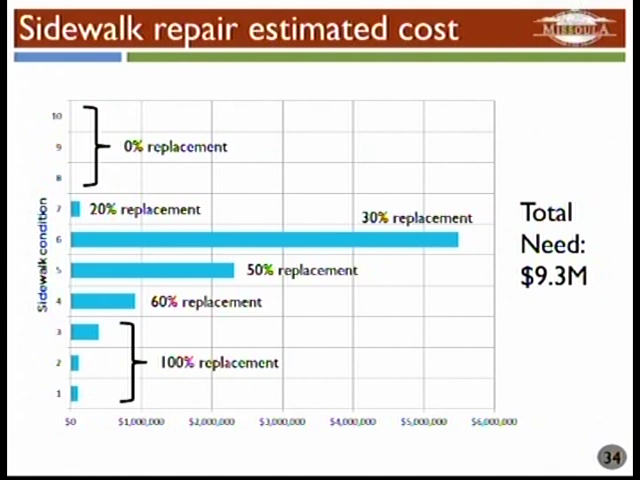 Sidewalk repair estimated cost
MISSOULA
Sidewalk condition
10
9
0% replacement
8
7
20% replacement
30% replacement
6
5
50% replacement
4
60% replacement
3
2
100% replacement
1
$0
$1,000,000
$2,000,000
$3,000,000
$4,000,000
$5,000,000
$6,000,000
Total
Need:
$9.3M
34